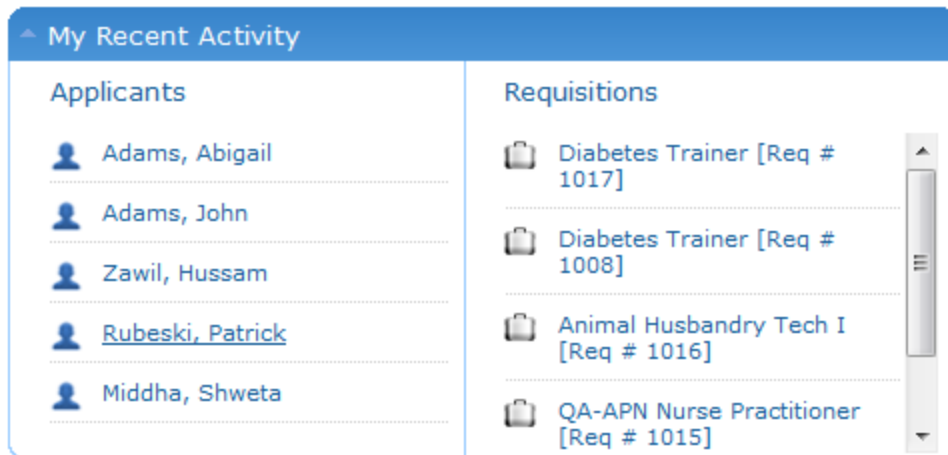 My Recent Activity
Applicants
Adams, Abigail
Adams, John
Zawil, Hussam
Rubeski, Patrick
Middha, Shweta
Requisitions
Diabetes Trainer [Req #
1017]
Diabetes Trainer [Req #
1008]
Animal Husbandry Tech I
[Req # 1016]
QA-APN Nurse Practitioner
[Req # 1015]